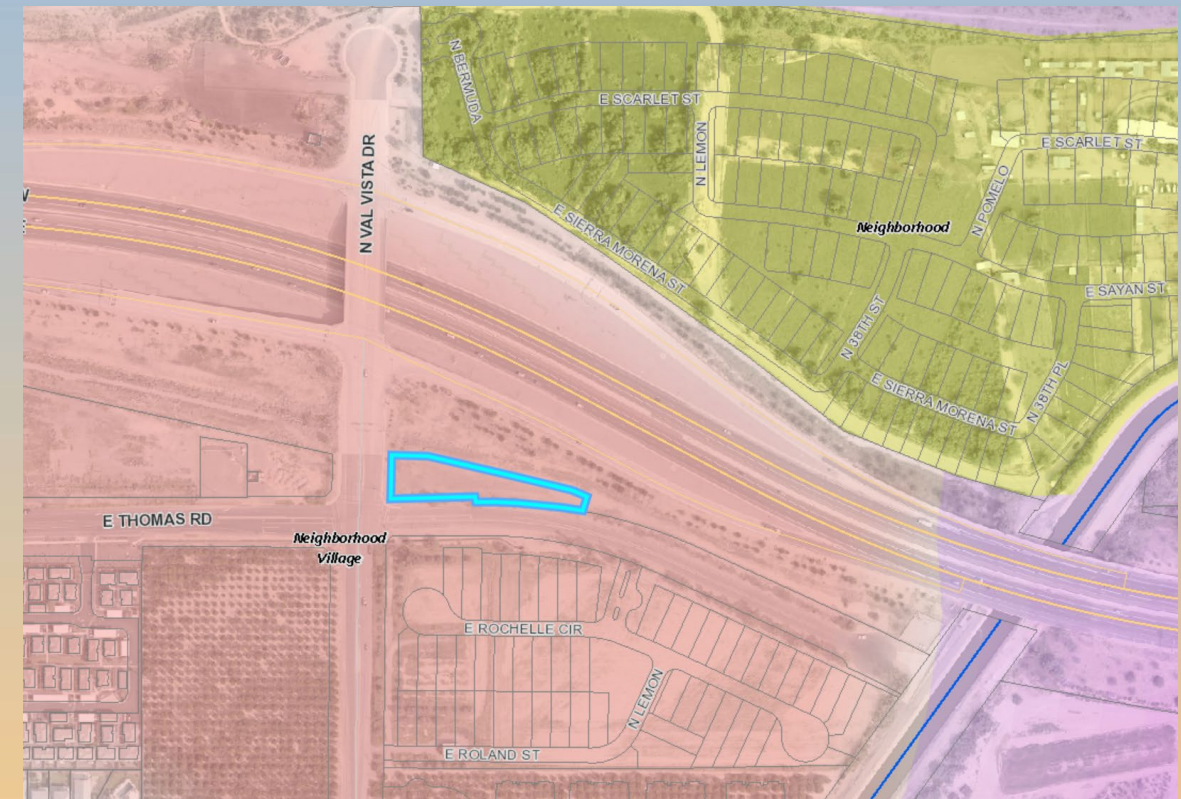 N BERMUDA
E SCARLET ST
N LEMON
E SCARLET ST
N VAL VISTA DR
N POMELO
Neighborhood
E SIERRA MORENA ST
E SAYAN ST
N 38TH ST
N 38TH PL
E SIERRA MORENA ST
E THOMAS RD
Neighborhood
Village
E ROCHELLE CIR
N LEMON
E ROLAND ST